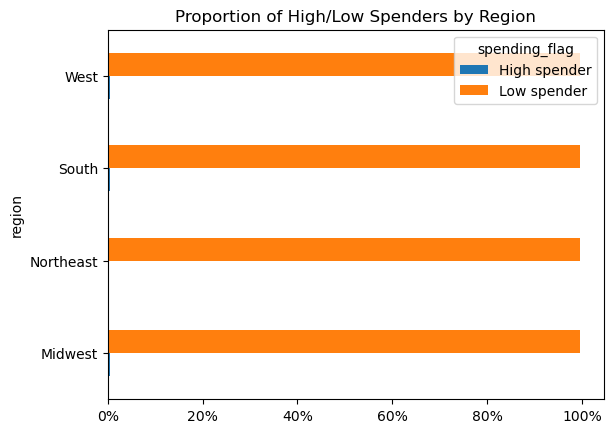 Proportion of High/Low Spenders by Region
spending_flag
High spender
Low spender
region
West
South
Northeast
Midwest
0% 20% 40% 60% 80% 100%